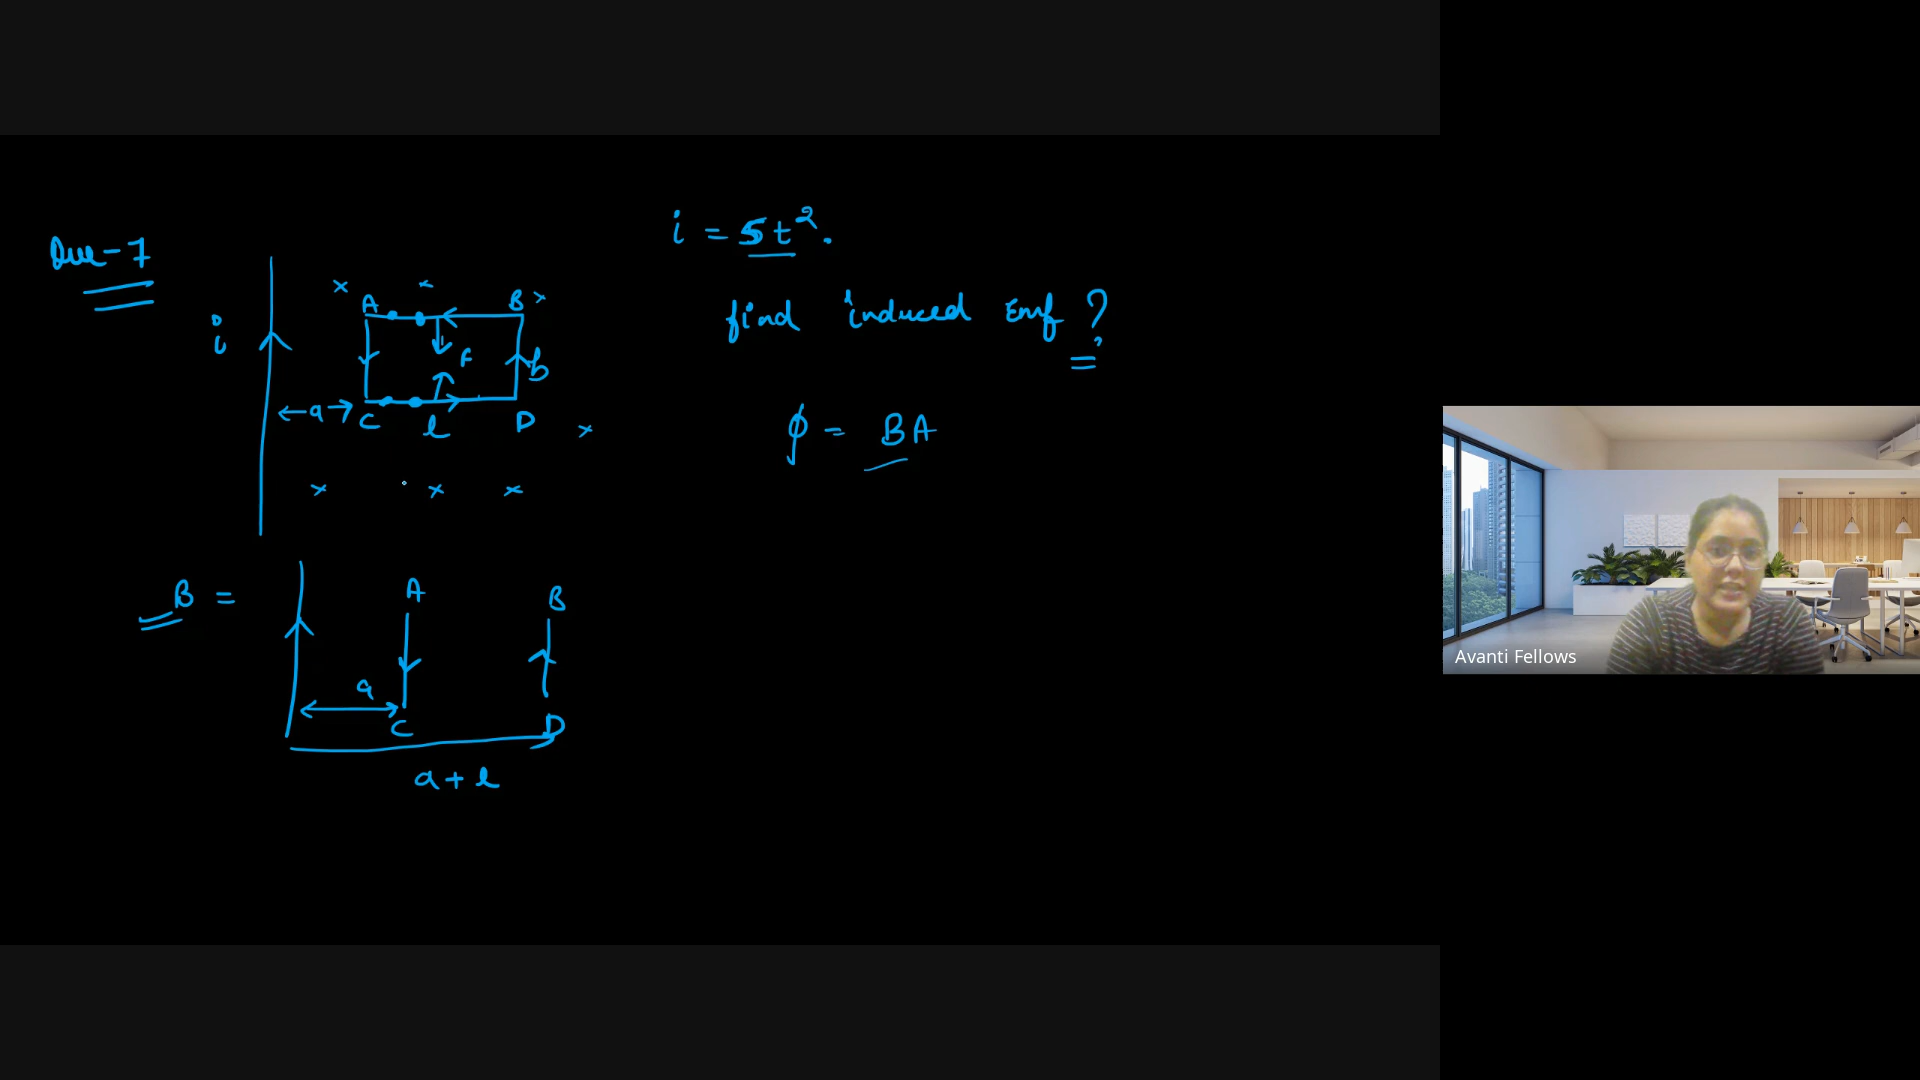 Que-7
i = 5t².
find induced Emf ?
i
A
B
F
b
←a→
C
l
D
?
ϕ = BA
B =
A
B
a
C
D
a + l
Avanti Fellows